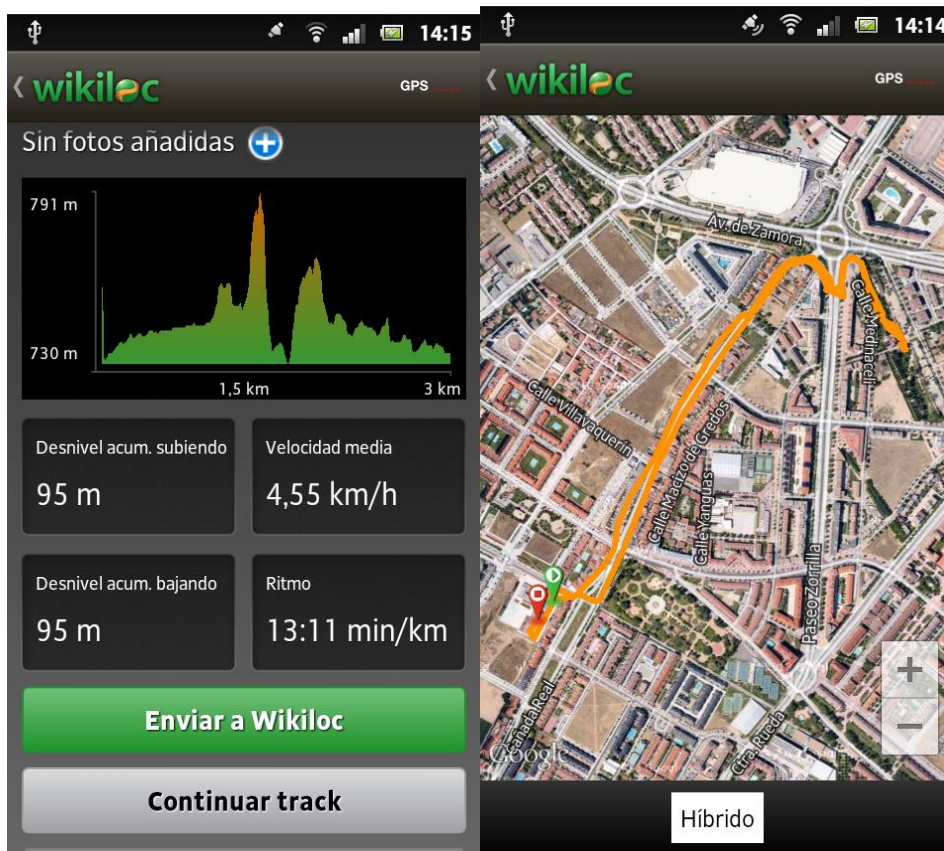 14:15
wikiloc
GPS
Sin fotos añadidas
791 m
730 m
1,5 km
3 km
Desnivel acum. subiendo
95 m
Velocidad media
4,55 km/h
Desnivel acum. bajando
95 m
Ritmo
13:11 min/km
Enviar a Wikiloc
Continuar track
14:14
wikiloc
GPS
Av. de Zamora
Calle Medinaceli
Calle Villavaquerín
Calle Macizo de Gredos
Calle Yanguas
Paseo Zorrilla
Cañada Real
Ctra. Rueda
Google
Híbrido